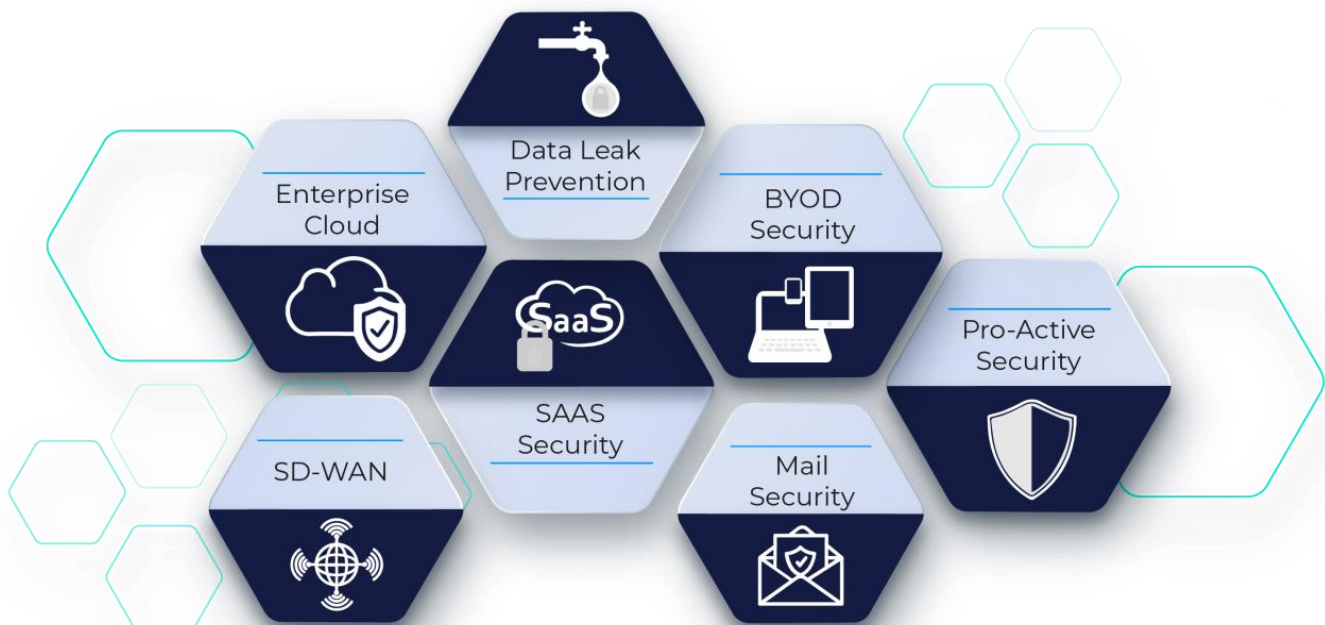 Data Leak
Prevention
Enterprise
Cloud
BYOD
Security
SaaS
Pro-Active
Security
SAAS
Security
SD-WAN
Mail
Security